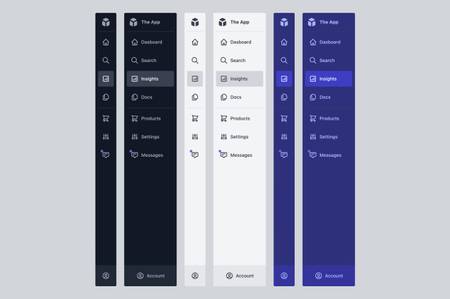 The App
Dasboard
Search
Insights
Docs
Products
Settings
Messages
Account
The App
Dasboard
Search
Insights
Docs
Products
Settings
Messages
Account
The App
Dasboard
Search
Insights
Docs
Products
Settings
Messages
Account